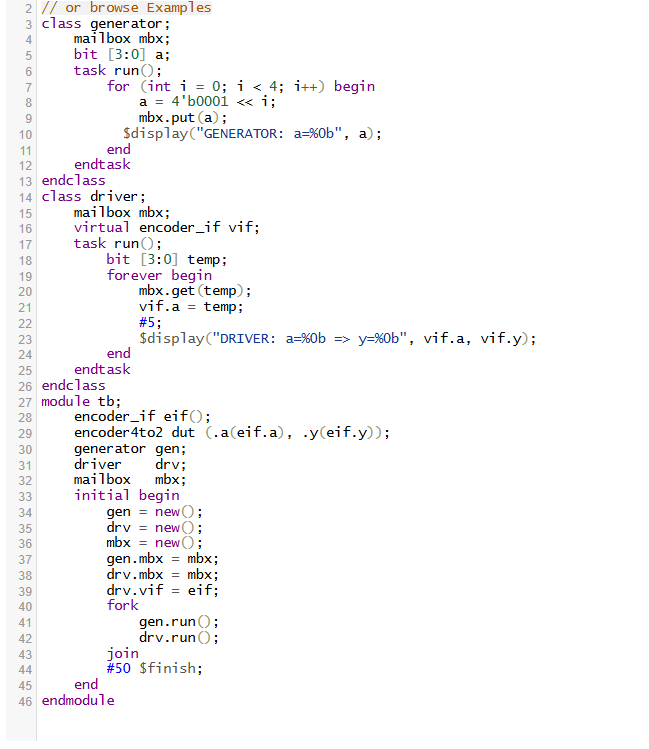 2 // or browse Examples
3 class generator;
4     mailbox mbx;
5     bit [3:0] a;
6     task run();
7         for (int i = 0; i < 4; i++) begin
8             a = 4'b0001 << i;
9             mbx.put(a);
10           $display("GENERATOR: a=%0b", a);
11         end
12     endtask
13 endclass
14 class driver;
15     mailbox mbx;
16     virtual encoder_if vif;
17     task run();
18         bit [3:0] temp;
19         forever begin
20             mbx.get(temp);
21             vif.a = temp;
22             #5;
23             $display("DRIVER: a=%0b => y=%0b", vif.a, vif.y);
24         end
25     endtask
26 endclass
27 module tb;
28     encoder_if eif();
29     encoder4to2 dut (.a(eif.a), .y(eif.y));
30     generator gen;
31     driver    drv;
32     mailbox   mbx;
33     initial begin
34         gen = new();
35         drv = new();
36         mbx = new();
37         gen.mbx = mbx;
38         drv.mbx = mbx;
39         drv.vif = eif;
40         fork
41             gen.run();
42             drv.run();
43         join
44         #50 $finish;
45     end
46 endmodule